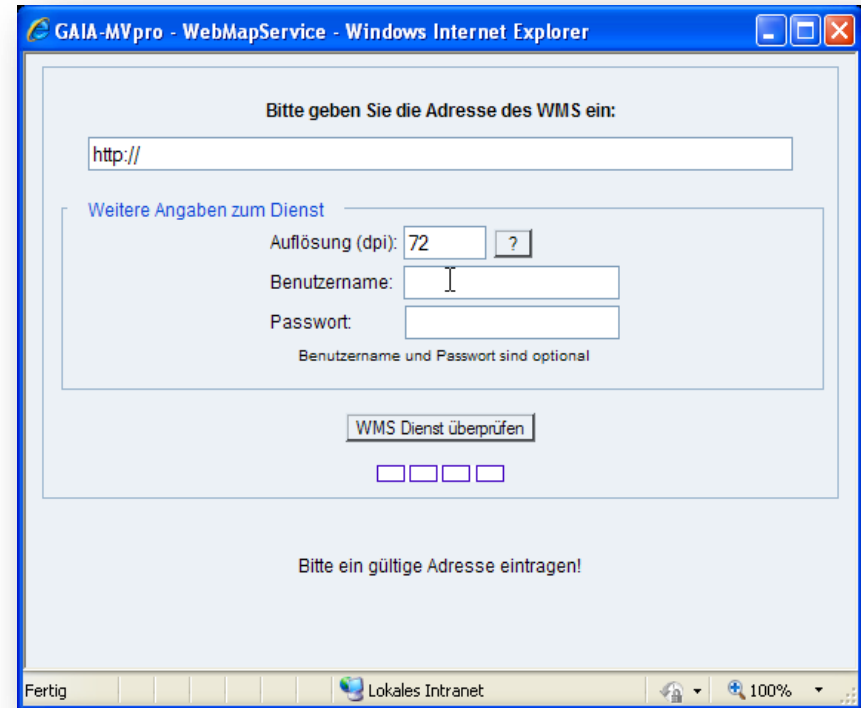 GAIA-MVpro - WebMapService - Windows Internet Explorer
Bitte geben Sie die Adresse des WMS ein:
http://
Weitere Angaben zum Dienst
Auflösung (dpi): 72 ?
Benutzername:
Passwort:
Benutzername und Passwort sind optional
WMS Dienst überprüfen
Bitte ein gültige Adresse eintragen!
Fertig Lokales Intranet 100%